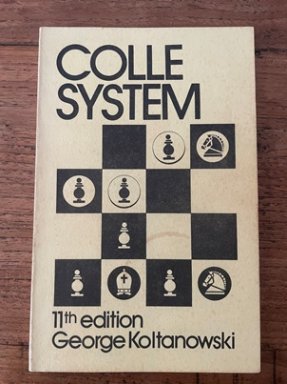 COLLE
SYSTEM
11th edition
George Koltanowski